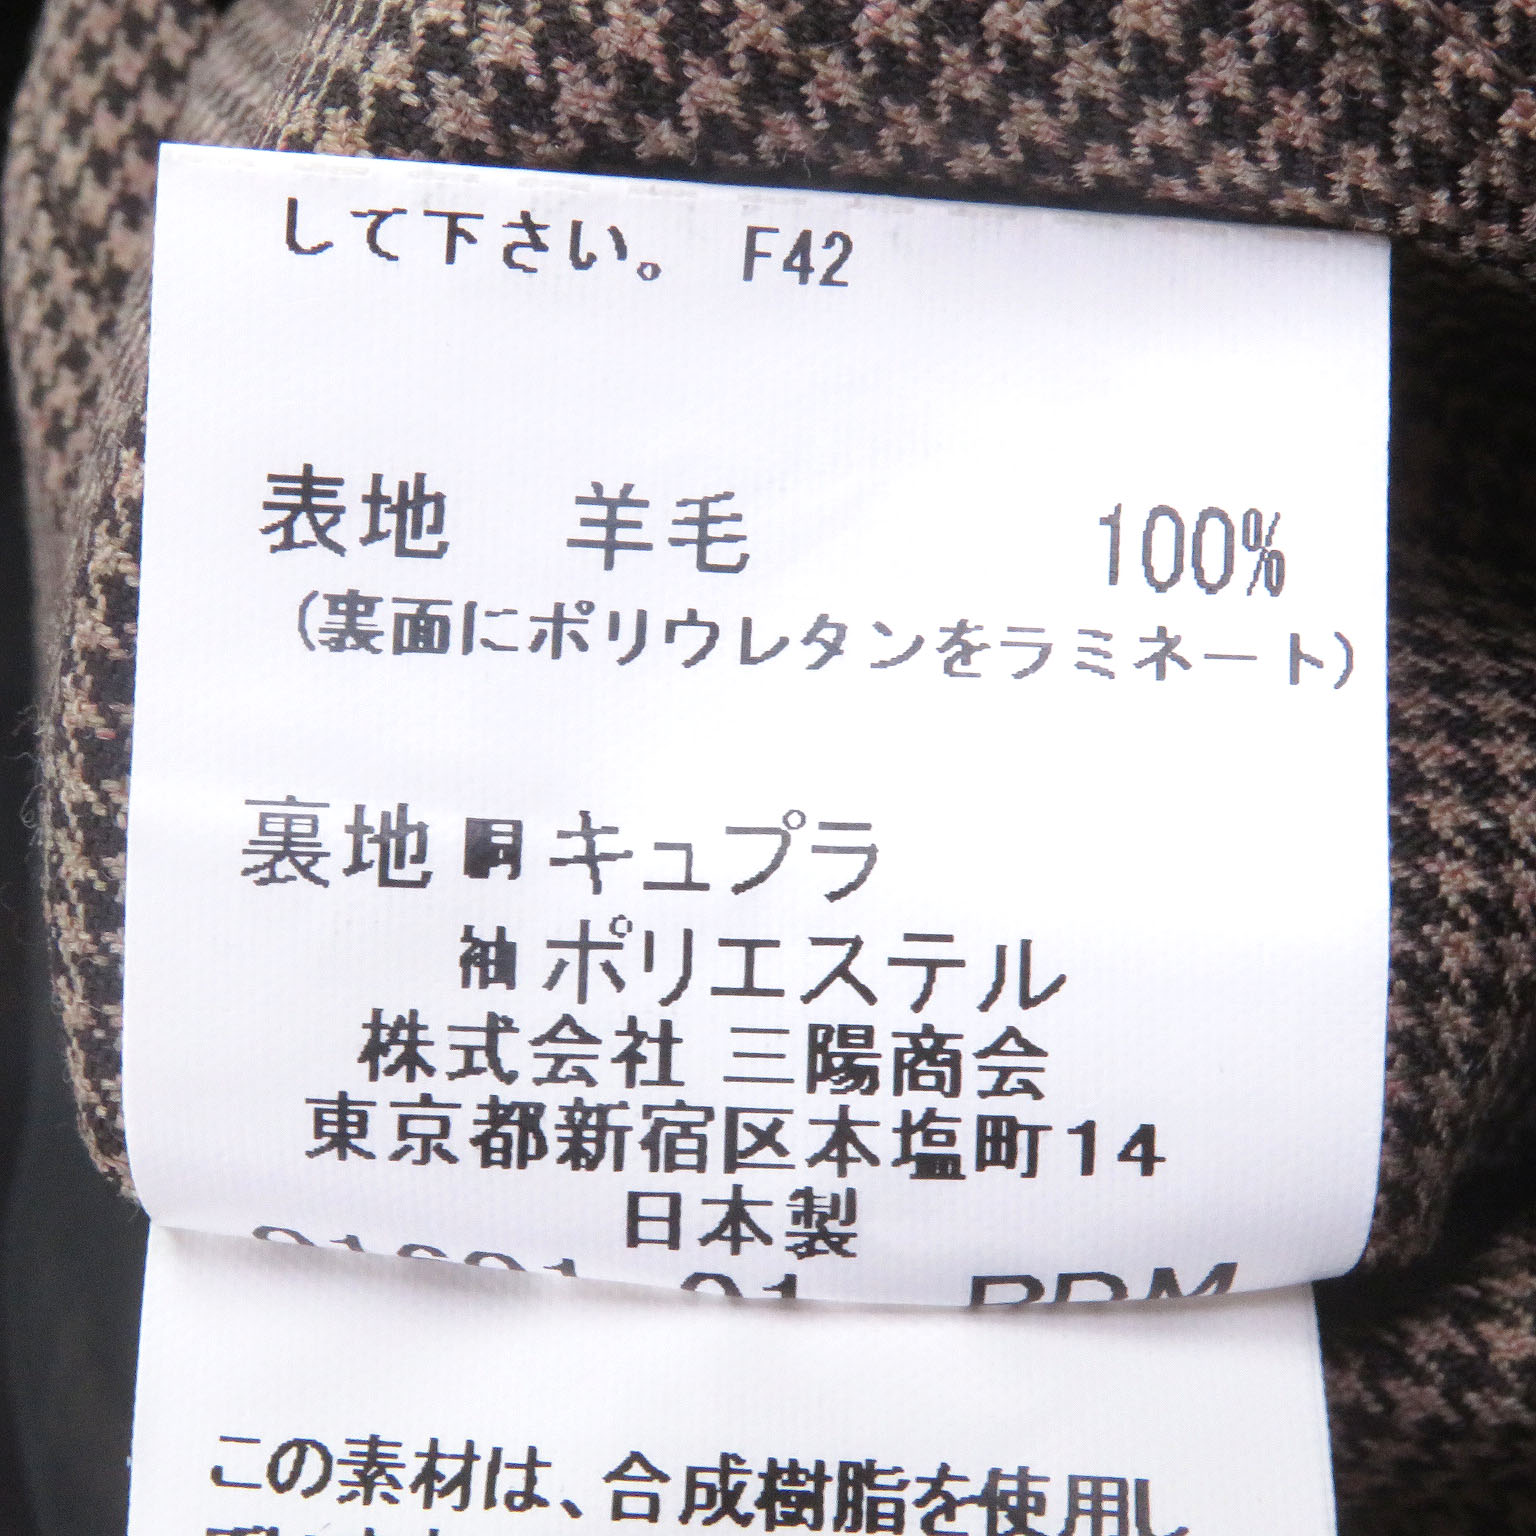 して下さい。 F42
表地 羊毛 100%
(裏面にポリウレタンをラミネート)
裏地 胴 キュプラ
袖 ポリエステル
株式会社 三陽商会
東京都新宿区本塩町14
日本製
この素材は、合成樹脂を使用し